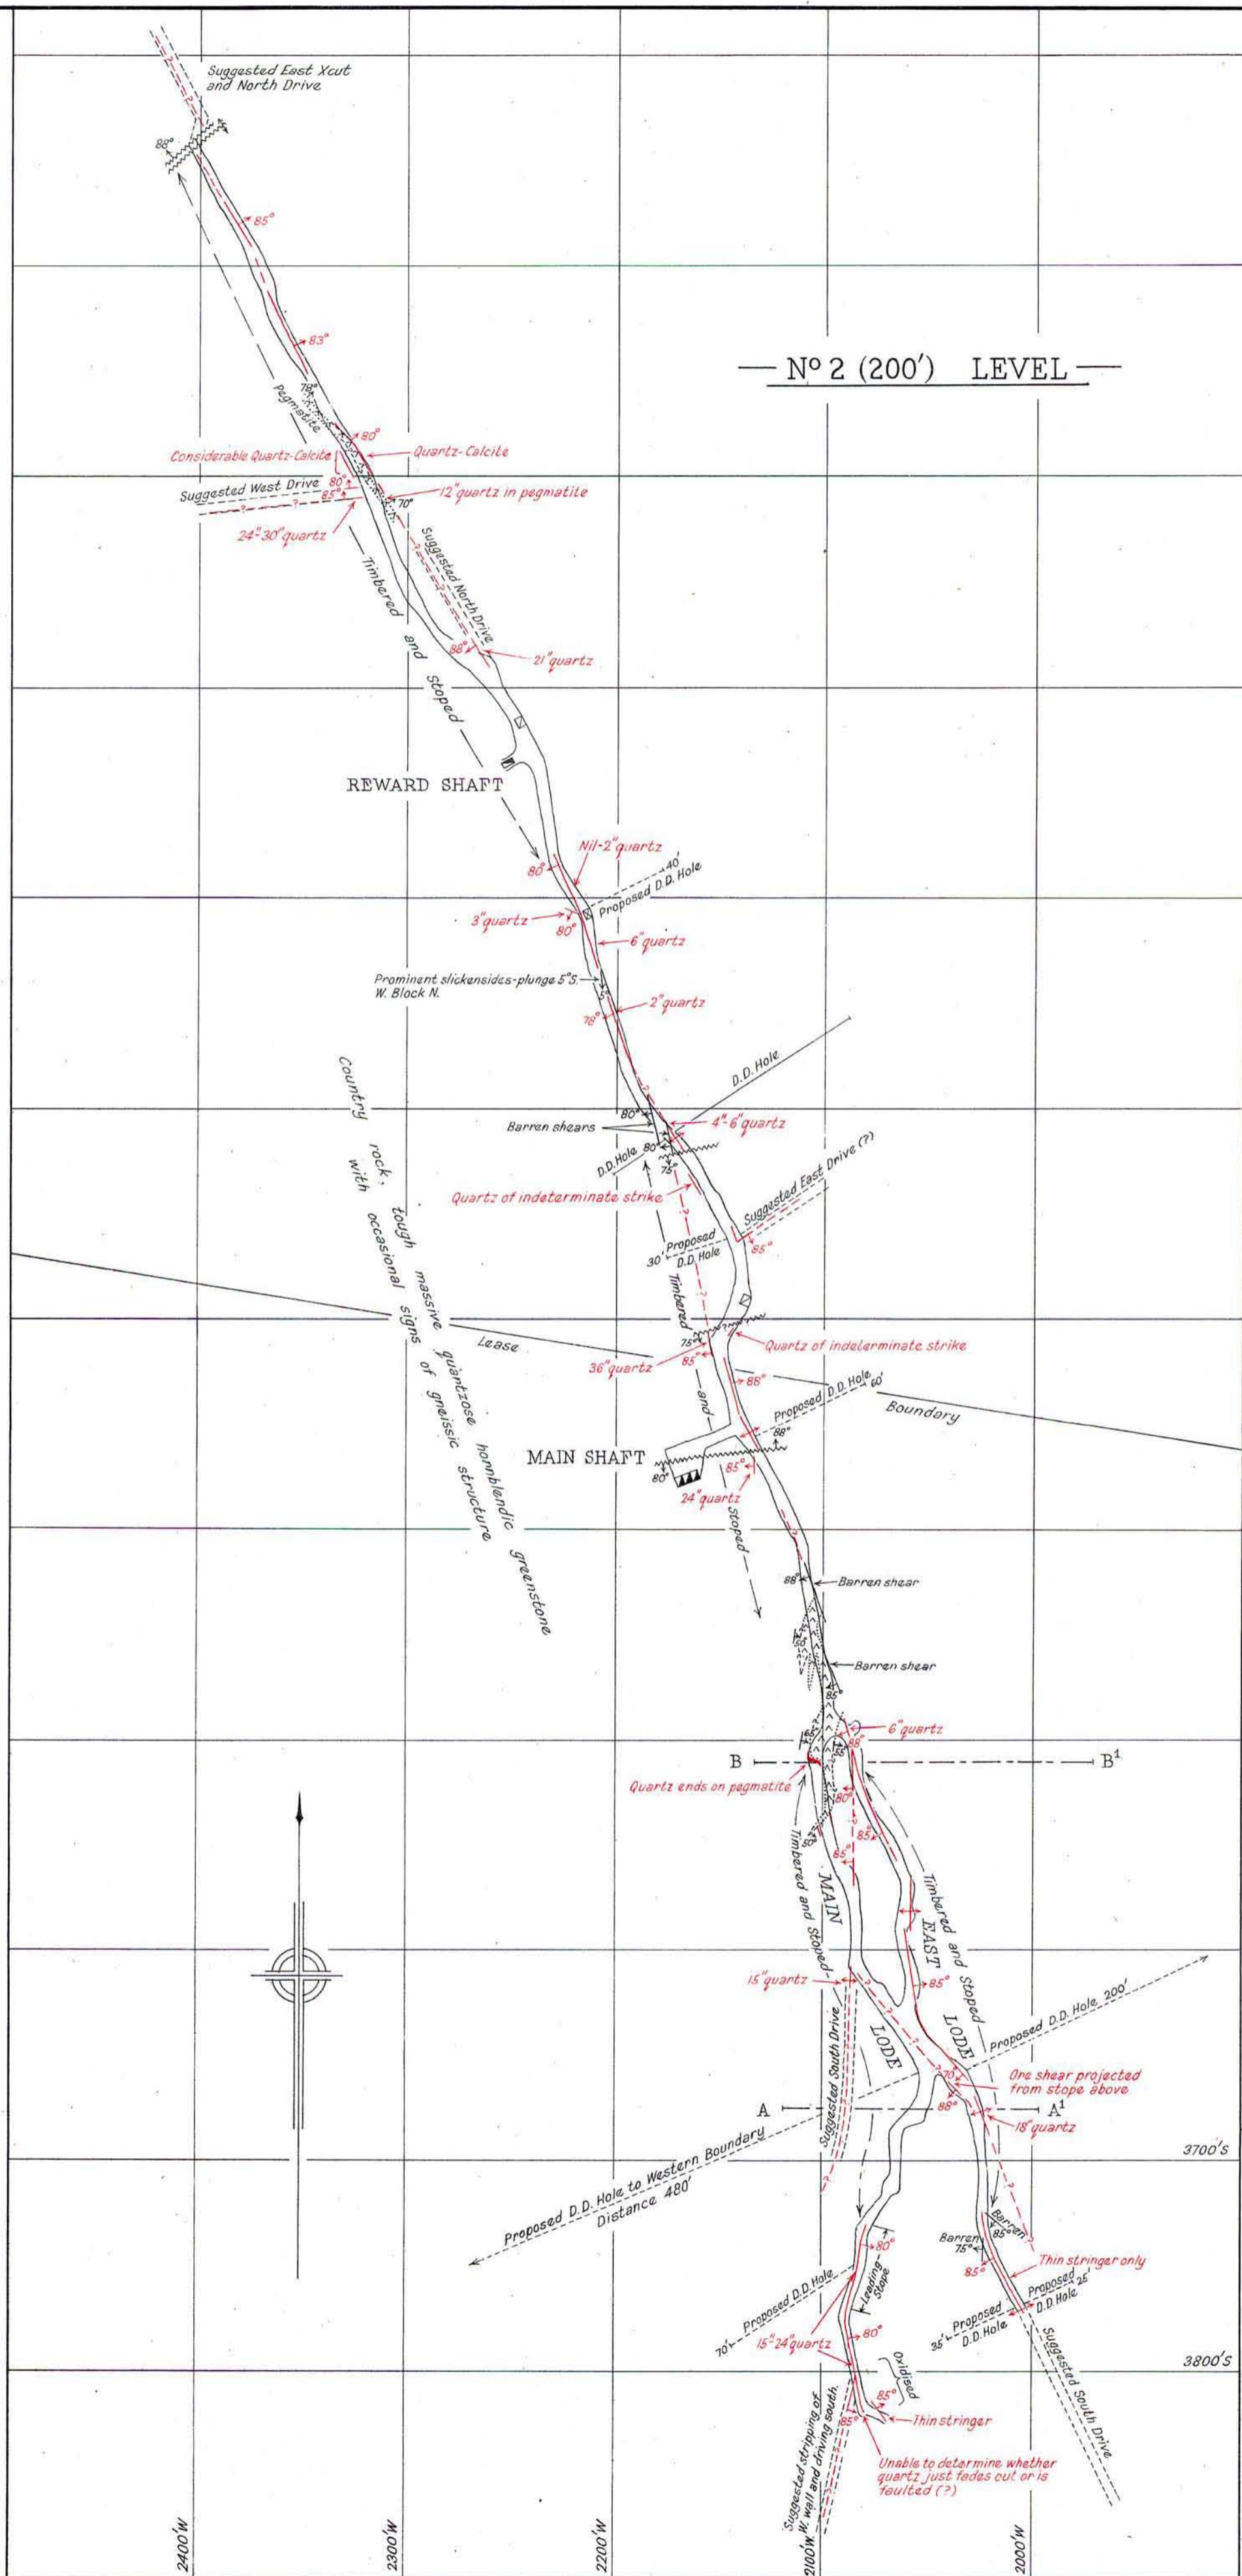 Suggested East Xcut
and North Drive
88°
85°
— Nº 2 (200') LEVEL —
83°
78°
Pegmatite
80°
Considerable Quartz-Calcite
Quartz-Calcite
Suggested West Drive
80°
85°
12" quartz in pegmatite
?
?
70°
24"-30" quartz
Suggested North Drive
Timbered and Stoped
88°
21" quartz
REWARD SHAFT
Nil-2" quartz
80°
40'
Proposed D.D. Hole
3" quartz
80°
6" quartz
Prominent slickensides-plunge 5° S.
W. Block N.
5°
2" quartz
78°
D.D. Hole
80°
4"-6" quartz
Barren shears
D.D. Hole
80°
75°
Quartz of indeterminate strike
Suggested East Drive (?)
Proposed
30'
D.D. Hole
85°
Country rock, tough massive quantzose hornblendic greenstone
with occasional signs of gneissic structure
Timbered and Stoped
Lease
75°
Quartz of indeterminate strike
36" quartz
85°
88°
Proposed D.D. Hole 60'
Boundary
88°
MAIN SHAFT
80°
85°
24" quartz
88°
Barren shear
50°
Barren shear
85°
6" quartz
88°
B
B¹
Quartz ends on pegmatite
80°
85°
50°
85°
Timbered and Stoped
MAIN
Timbered and Stoped
EAST
15" quartz
85°
Proposed D.D. Hole 200'
LODE
LODE
Suggested South Drive
70°
One shear projected
from stope above
88°
A
A¹
18" quartz
3700'S
Proposed D.D. Hole to Western Boundary
Distance 480'
Barren
85°
Barren
75°
80°
Leading
Stope
Thin stringer only
85°
Proposed D.D. Hole
70'
Proposed 25'
D.D. Hole
35' Proposed
D.D. Hole
15"-24" quartz
80°
Suggested South Drive
3800'S
Oxidised
85°
85°
Thin stringer
Suggested stripping of
W. wall and driving south.
Unable to determine whether
quartz just fades out or is
faulted (?)
2400'W
2300'W
2200'W
2100'W
2000'W